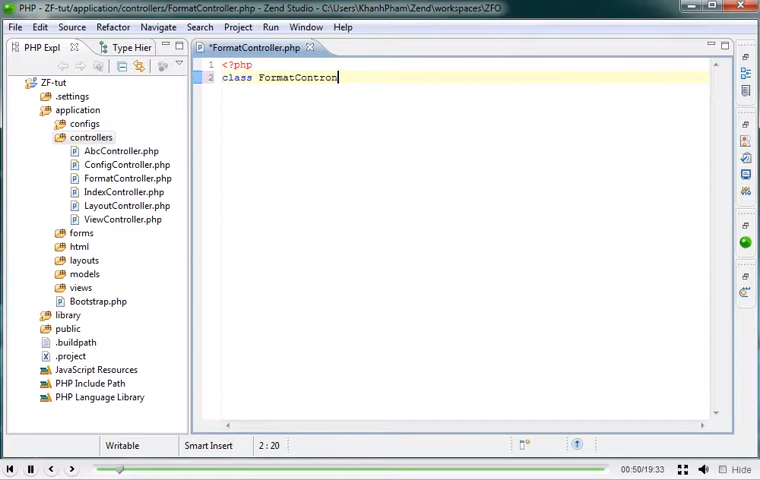 PHP - ZF-tut/application/controllers/FormatController.php - Zend Studio - C:\Users\KhanhPham\Zend\workspaces\ZFO
File Edit Source Refactor Navigate Search Project Run Window Help
PHP Expl Type Hier
*FormatController.php
ZF-tut
.settings
application
configs
controllers
AbcController.php
ConfigController.php
FormatController.php
IndexController.php
LayoutController.php
ViewController.php
forms
html
layouts
models
views
Bootstrap.php
library
public
.buildpath
.project
JavaScript Resources
PHP Include Path
PHP Language Library
1 <?php
2 class FormatContron
Writable Smart Insert 2 : 20
00:50/19:33 Hide